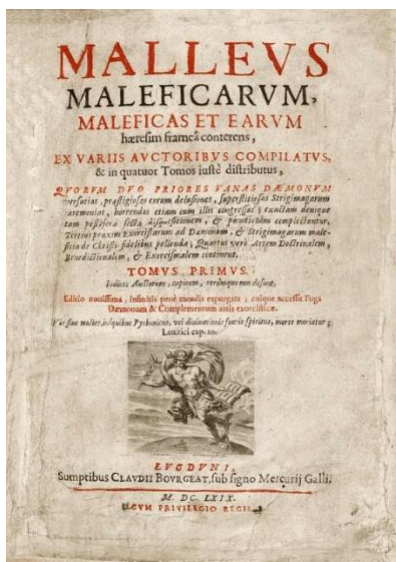 MALLEVS
MALEFICARVM,
MALEFICAS ET EARVM
hæresim frameâ conterens,
EX VARIIS AVCTORIBVS COMPILATVS,
& in quatuor Tomos iustè distributus,
QVORVM DVO PRIORES VANAS DÆMONVM
versutias, præstigiosas eorum delusiones, superstitiosas Strigimagarum
cæremonias, horrendos etiam cum illis congressus; exactam denique
tam pestiferæ sectæ disquisitionem, & punitionem complectuntur.
Tertius praxim Exorcistarum ad Dæmonum, & Strigimagarum male-
ficia de Christi fidelibus pellenda; Quartus verò Artem Doctrinalem,
Benedictionalem, & Exorcismalem continent.
TOMVS PRIMVS.
Indices Auctorum, capitum, rerúmque non desunt.
Editio nouissima, infinitis penè mendis expurgata; cuique accessit Fuga
Dæmonum & Complementum artis exorcisticæ.
Vir siue mulier, in quibus Pythonicus, vel diuinationis fuerit spiritus, morte moriatur;
Leuitici cap. 10.
LVGDVNI,
Sumptibus CLAVDII BOVRGEAT, sub signo Mercurij Galli.
M. DC. LXIX.
CVM PRIVILEGIO REGIS.